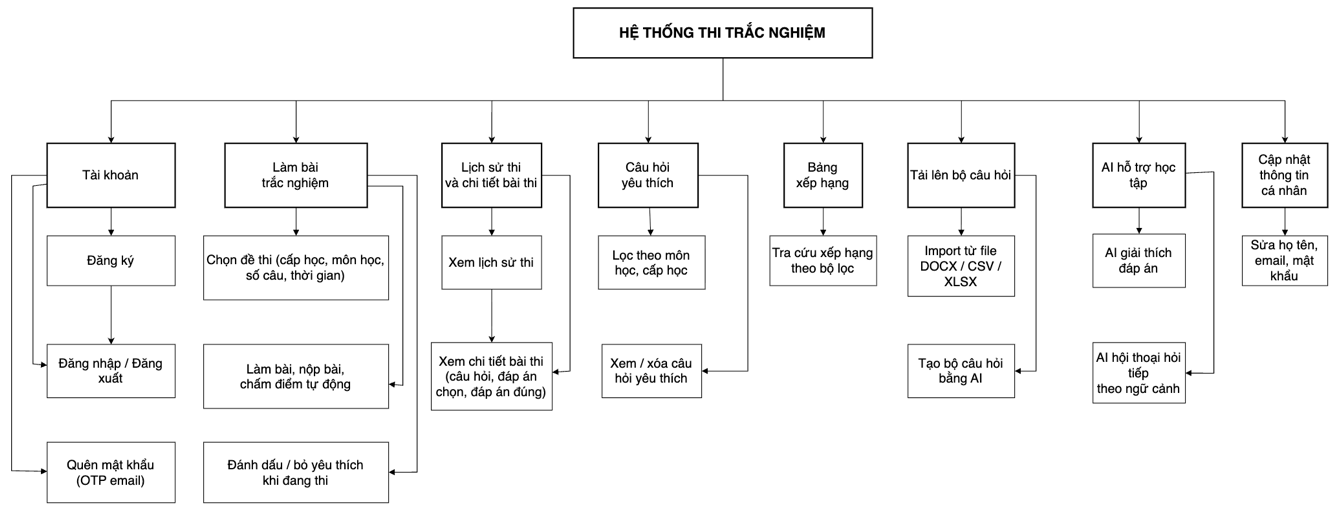 HỆ THỐNG THI TRẮC NGHIỆM
Tài khoản
Làm bài
trắc nghiệm
Lịch sử thi
và chi tiết bài thi
Câu hỏi
yêu thích
Bảng
xếp hạng
Tải lên bộ câu hỏi
AI hỗ trợ học
tập
Cập nhật
thông tin
cá nhân
Đăng ký
Chọn đề thi (cấp học, môn học,
số câu, thời gian)
Xem lịch sử thi
Lọc theo môn
học, cấp học
Tra cứu xếp hạng
theo bộ lọc
Import từ file
DOCX / CSV /
XLSX
AI giải thích
đáp án
Sửa họ tên,
email, mật
khẩu
Đăng nhập / Đăng
xuất
Làm bài, nộp bài,
chấm điểm tự động
Xem chi tiết bài thi
(câu hỏi, đáp án
chọn, đáp án đúng)
Xem / xóa câu
hỏi yêu thích
Tạo bộ câu hỏi
bằng AI
AI hội thoại hỏi
tiếp
theo ngữ cảnh
Quên mật khẩu
(OTP email)
Đánh dấu / bỏ yêu thích
khi đang thi